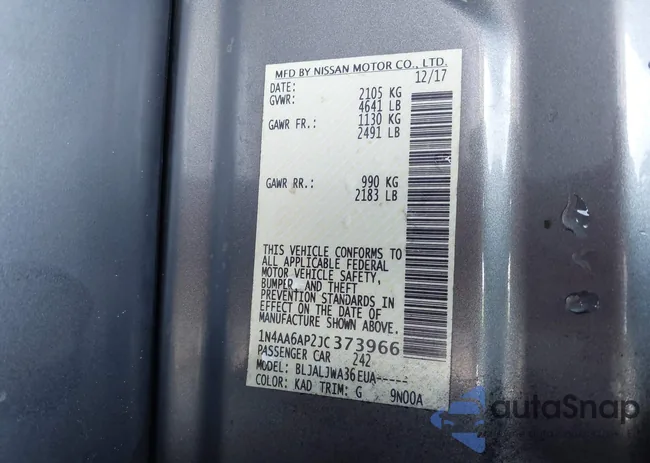 MFD BY NISSAN MOTOR CO., LTD.
DATE: 12/17
GVWR: 2105 KG
4641 LB
GAWR FR.: 1130 KG
2491 LB
GAWR RR.: 990 KG
2183 LB
THIS VEHICLE CONFORMS TO
ALL APPLICABLE FEDERAL
MOTOR VEHICLE SAFETY,
BUMPER, AND THEFT
PREVENTION STANDARDS IN
EFFECT ON THE DATE OF
MANUFACTURE SHOWN ABOVE.
1N4AA6AP2JC373966
PASSENGER CAR 242
MODEL: BLJALJWA36EUA-----
COLOR: KAD TRIM: G 9N00A
autoSnap